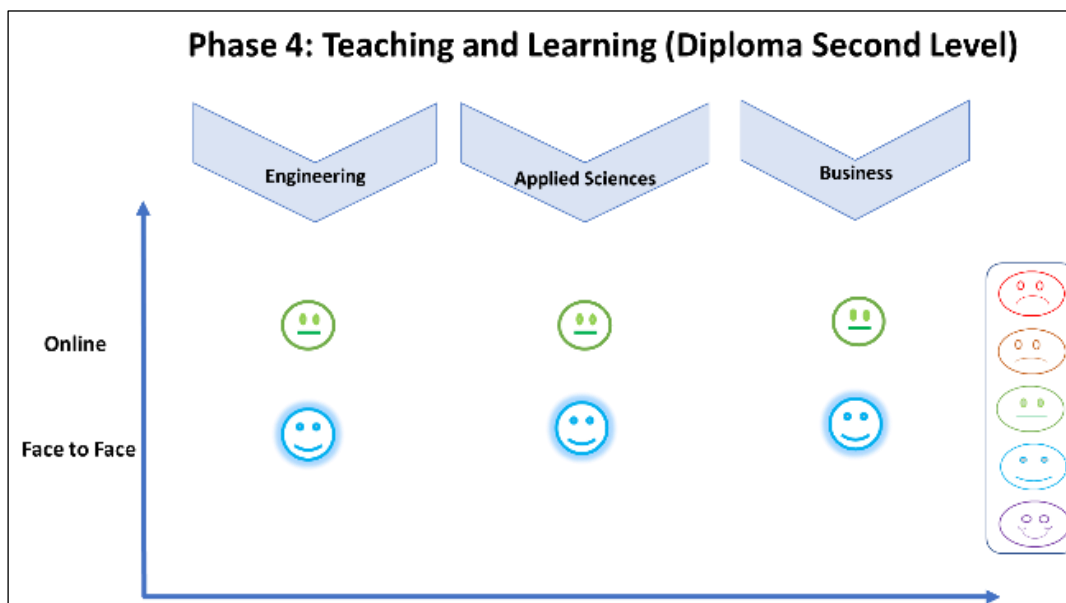 Phase 4: Teaching and Learning (Diploma Second Level)
Engineering
Applied Sciences
Business
Online
Face to Face